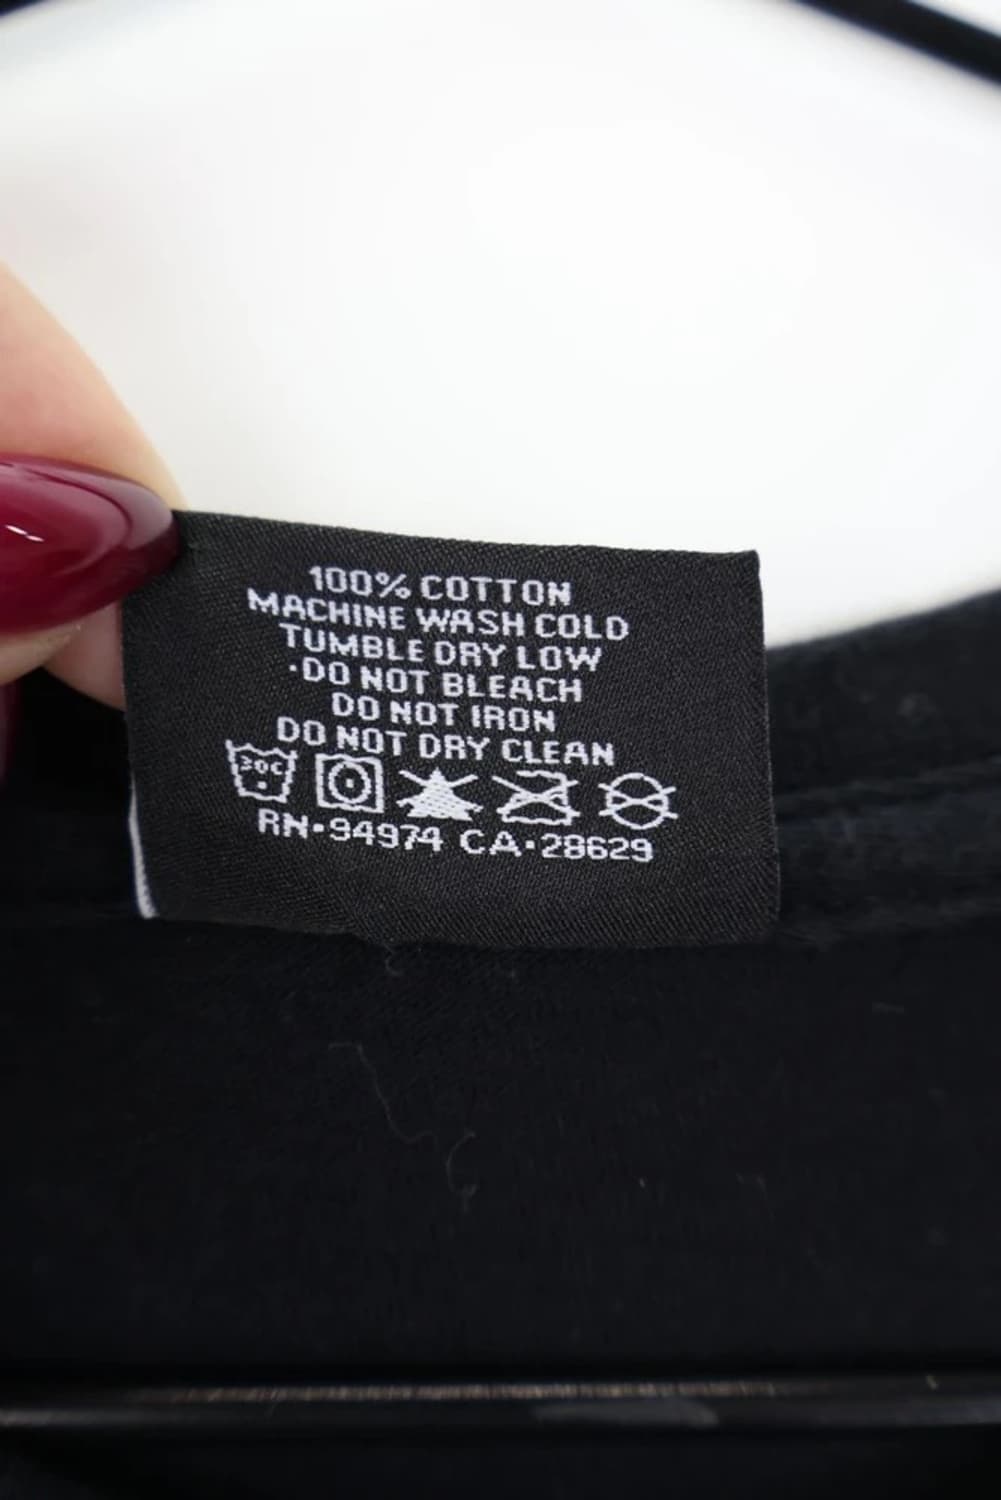 100% COTTON
MACHINE WASH COLD
TUMBLE DRY LOW
·DO NOT BLEACH
DO NOT IRON
DO NOT DRY CLEAN
30C
RN·94974 CA·28629